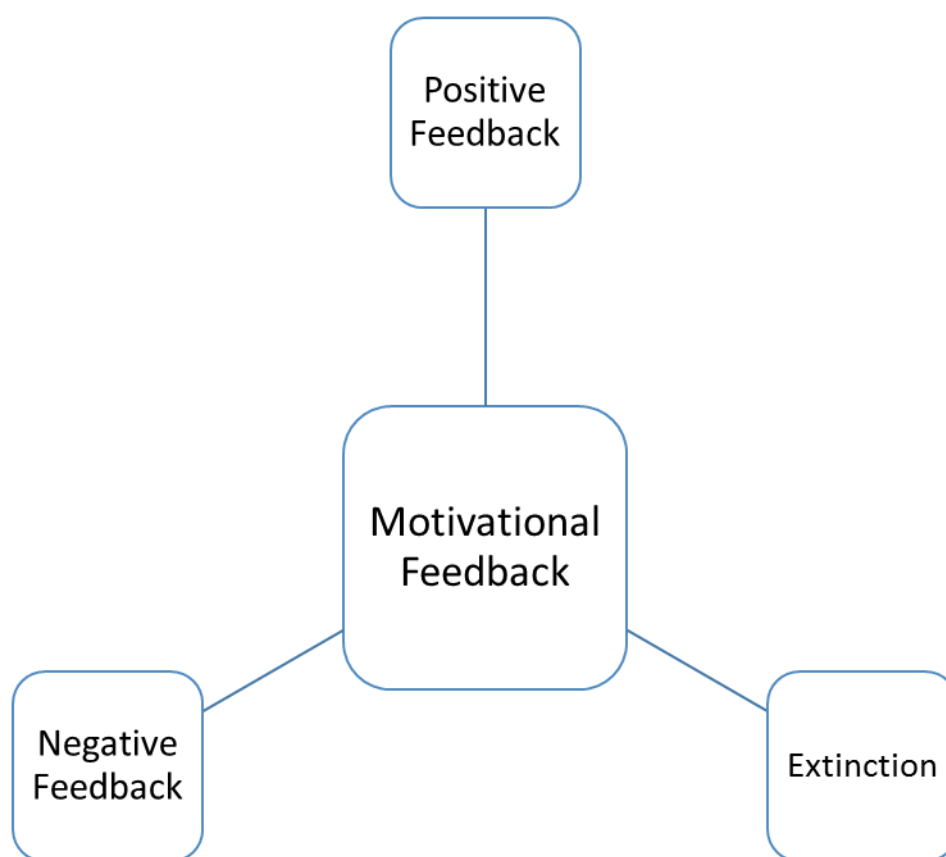 Positive
Feedback
Motivational
Feedback
Negative
Feedback
Extinction